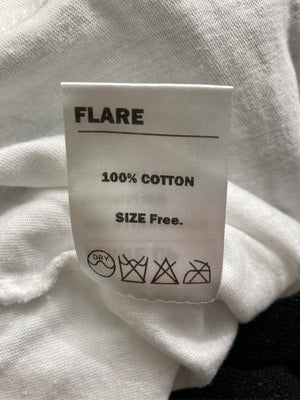 FLARE
100% COTTON
SIZE Free.
DRY